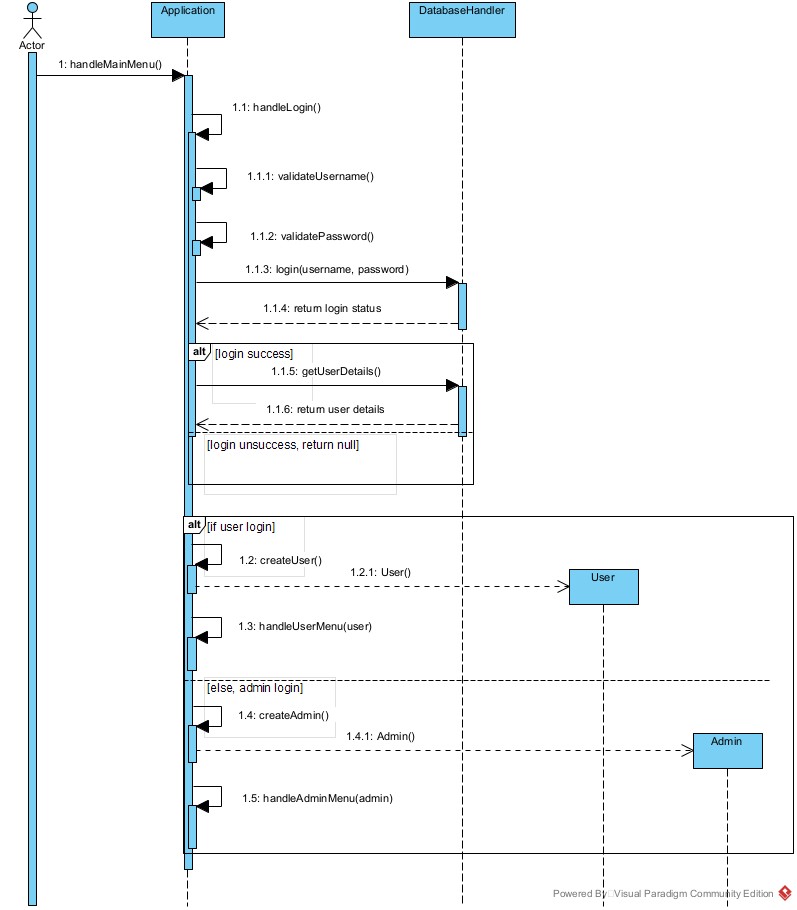 Application
DatabaseHandler
Actor
1: handleMainMenu()
1.1: handleLogin()
1.1.1: validateUsername()
1.1.2: validatePassword()
1.1.3: login(username, password)
1.1.4: return login status
alt
[login success]
1.1.5: getUserDetails()
1.1.6: return user details
[login unsuccess, return null]
alt
[if user login]
1.2: createUser()
1.2.1: User()
User
1.3: handleUserMenu(user)
[else, admin login]
1.4: createAdmin()
1.4.1: Admin()
Admin
1.5: handleAdminMenu(admin)
Powered By Visual Paradigm Community Edition